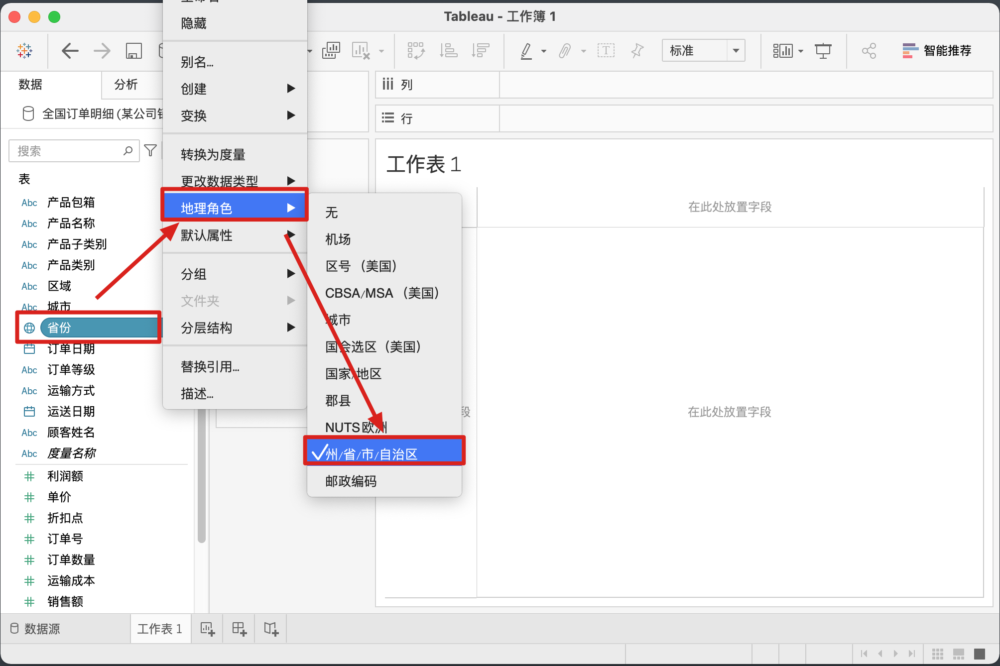 Tableau - 工作簿 1
标准
智能推荐
数据
分析
全国订单明细 (某公司
搜索
表
Abc 产品包箱
Abc 产品名称
Abc 产品子类别
Abc 产品类别
Abc 区域
Abc 城市
省份
订单日期
Abc 订单等级
Abc 运输方式
运送日期
Abc 顾客姓名
Abc 度量名称
利润额
单价
折扣点
订单号
订单数量
运输成本
销售额
隐藏
别名...
创建
变换
转换为度量
更改数据类型
地理角色
默认属性
分组
文件夹
分层结构
替换引用...
描述...
无
机场
区号 （美国）
CBSA/MSA （美国）
城市
国会选区（美国）
国家/地区
郡县
NUTS欧洲
州/省/市/自治区
邮政编码
列
行
工作表 1
在此处放置字段
段
在此处放置字段
数据源
工作表 1